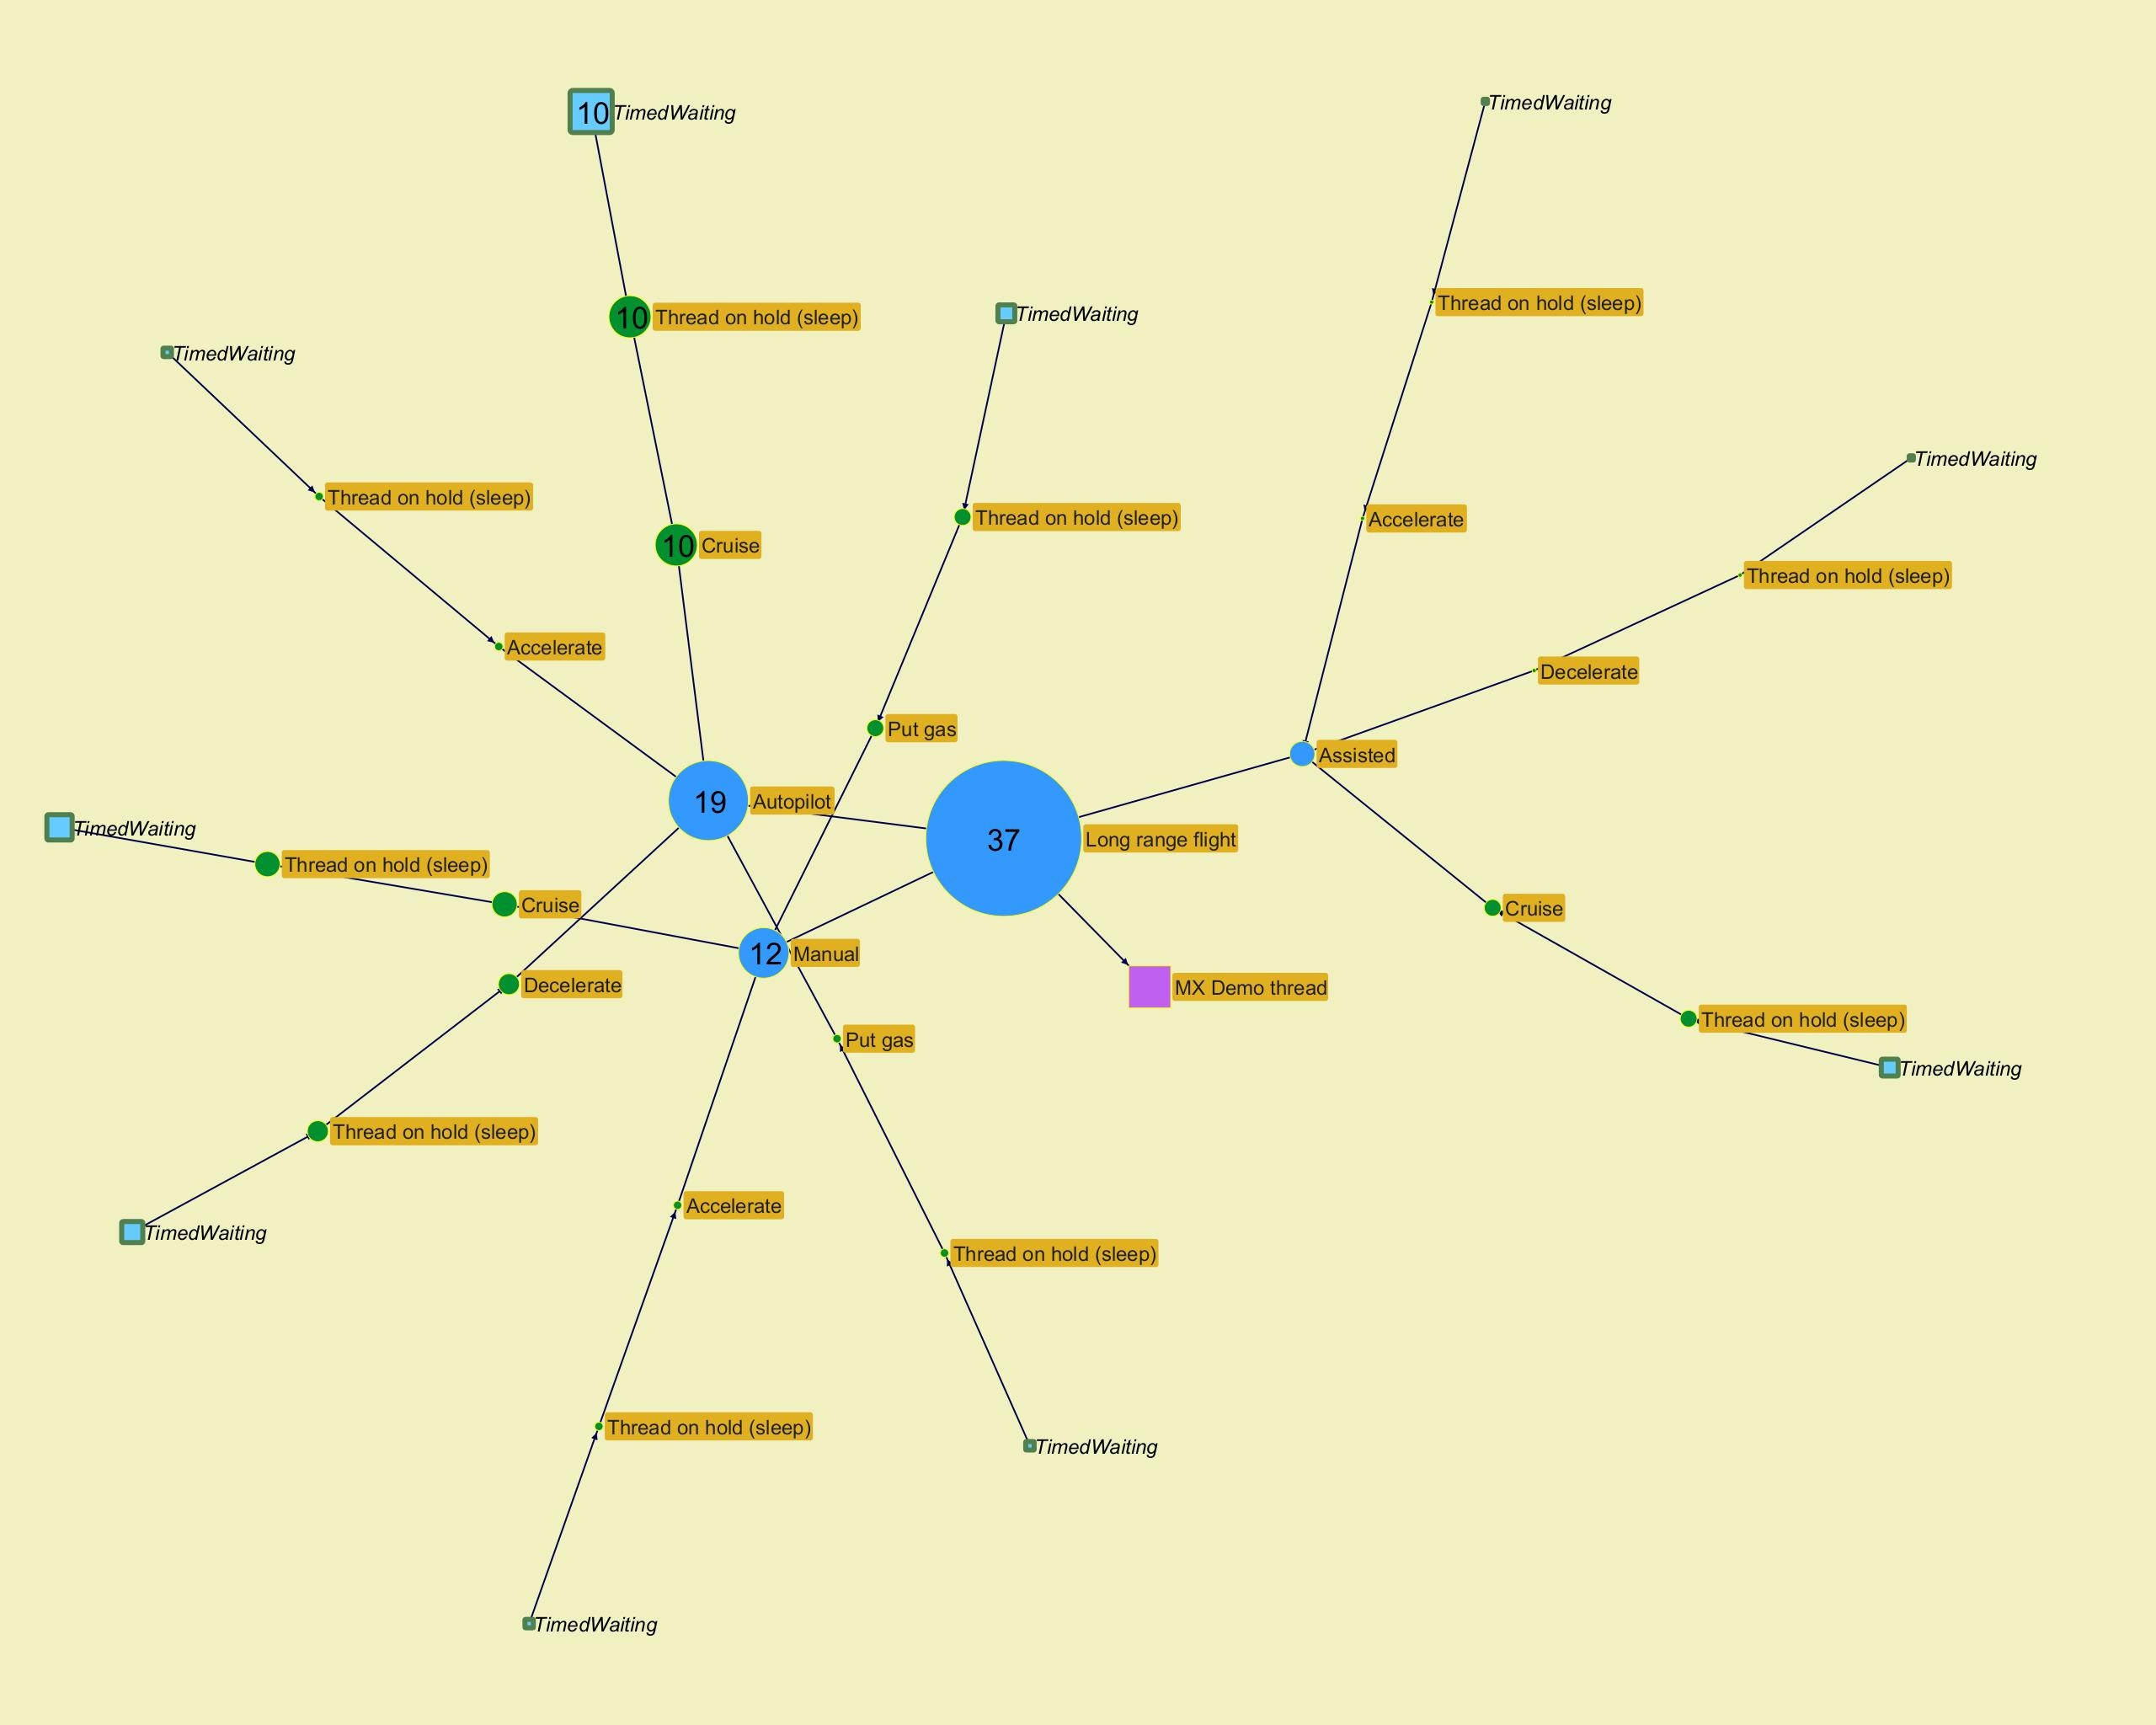 TimedWaiting
10 TimedWaiting
TimedWaiting
TimedWaiting
10 Thread on hold (sleep)
Thread on hold (sleep)
TimedWaiting
TimedWaiting
Thread on hold (sleep)
Thread on hold (sleep)
Accelerate
10 Cruise
Thread on hold (sleep)
Accelerate
Decelerate
Put gas
Assisted
19 Autopilot
TimedWaiting
37 Long range flight
Thread on hold (sleep)
Cruise
Cruise
12 Manual
Decelerate
MX Demo thread
Thread on hold (sleep)
Put gas
TimedWaiting
Thread on hold (sleep)
Accelerate
TimedWaiting
Thread on hold (sleep)
Thread on hold (sleep)
TimedWaiting
TimedWaiting